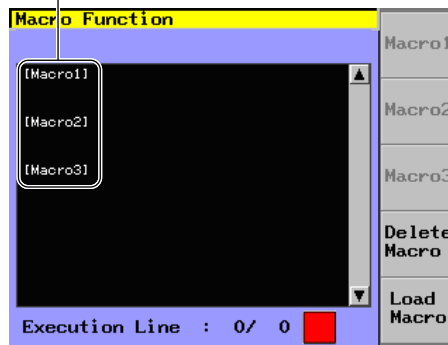 Macro Function
[Macro1]
[Macro2]
[Macro3]
Execution Line : 0/ 0
Macro1
Macro2
Macro3
Delete
Macro
Load
Macro